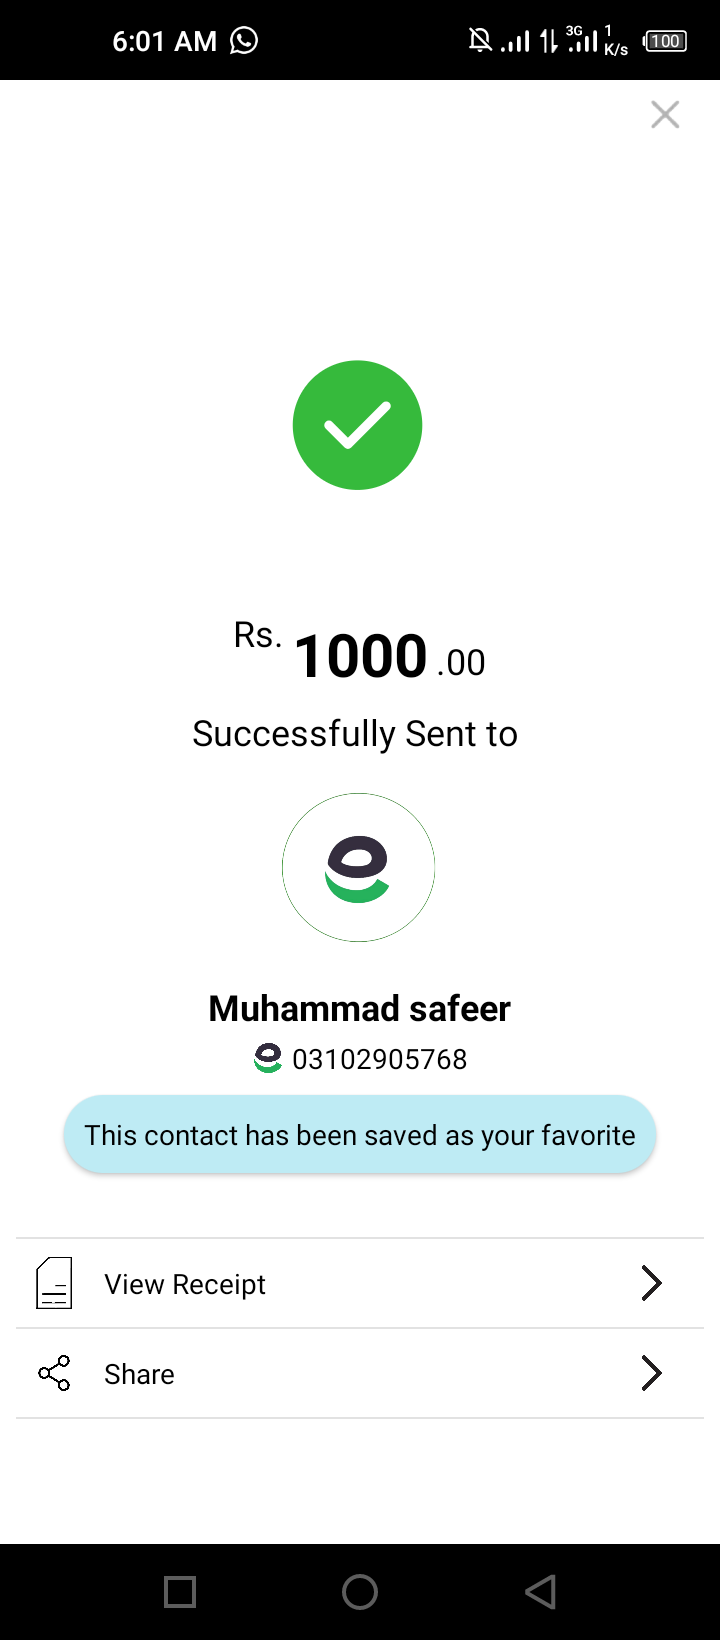 6:01 AM
3G
1
K/s
100
Rs. 1000 .00
Successfully Sent to
Muhammad safeer
03102905768
This contact has been saved as your favorite
View Receipt
Share